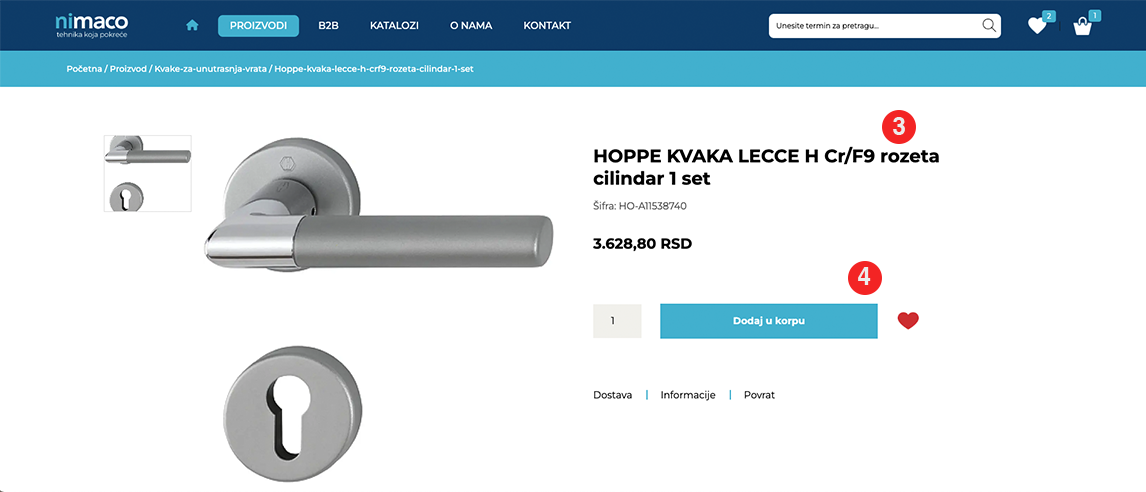 nimaco
tehnika koja pokreće
PROIZVODI
B2B
KATALOZI
O NAMA
KONTAKT
Unesite termin za pretragu...
2
1
Početna / Proizvod / Kvake-za-unutrasnja-vrata / Hoppe-kvaka-lecce-h-crf9-rozeta-cilindar-1-set
3
HOPPE KVAKA LECCE H Cr/F9 rozeta
cilindar 1 set
Šifra: HO-A11538740
3.628,80 RSD
4
1
Dodaj u korpu
Dostava | Informacije | Povrat